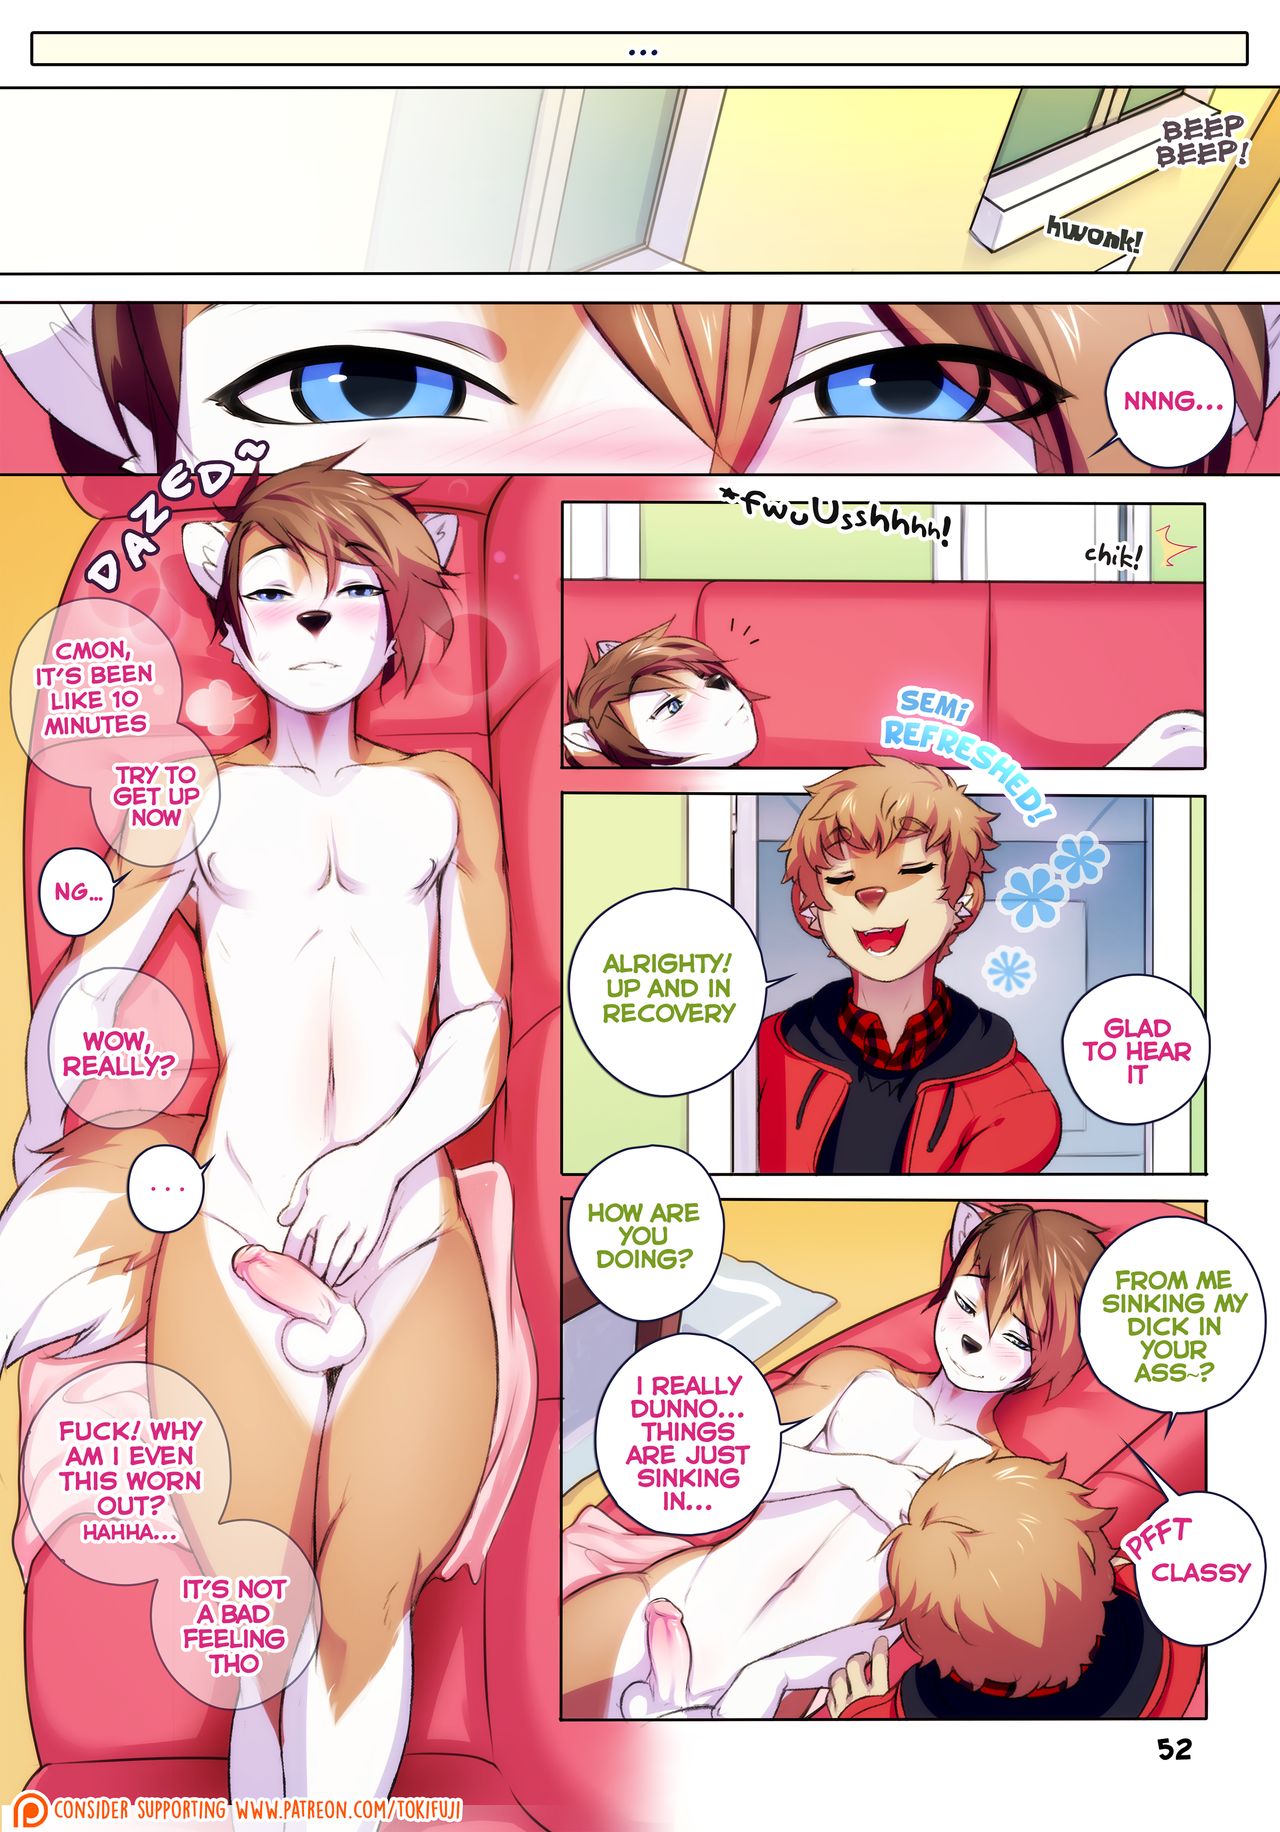 ...
BEEP
BEEP!
hwonk!
NNNG...
DAZED~
CMON,
IT'S BEEN
LIKE 10
MINUTES
TRY TO
GET UP
NOW
NG...
WOW,
REALLY?
...
FUCK! WHY
AM I EVEN
THIS WORN
OUT?
HAHHA...
IT'S NOT
A BAD
FEELING
THO
*fwuUsshhhh!
chik!
SEMI
REFRESHED!
ALRIGHTY!
UP AND IN
RECOVERY
GLAD
TO HEAR
IT
HOW ARE
YOU
DOING?
I REALLY
DUNNO...
THINGS
ARE JUST
SINKING
IN...
FROM ME
SINKING MY
DICK IN
YOUR
ASS~?
PFFT
CLASSY
52
CONSIDER SUPPORTING WWW.PATREON.COM/TOKIFUJI